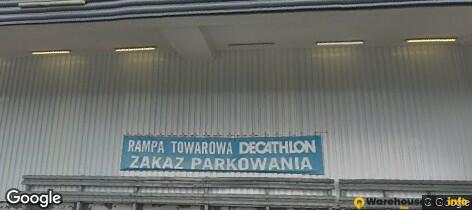 RAMPA TOWAROWA DECATHLON
ZAKAZ PARKOWANIA
Google